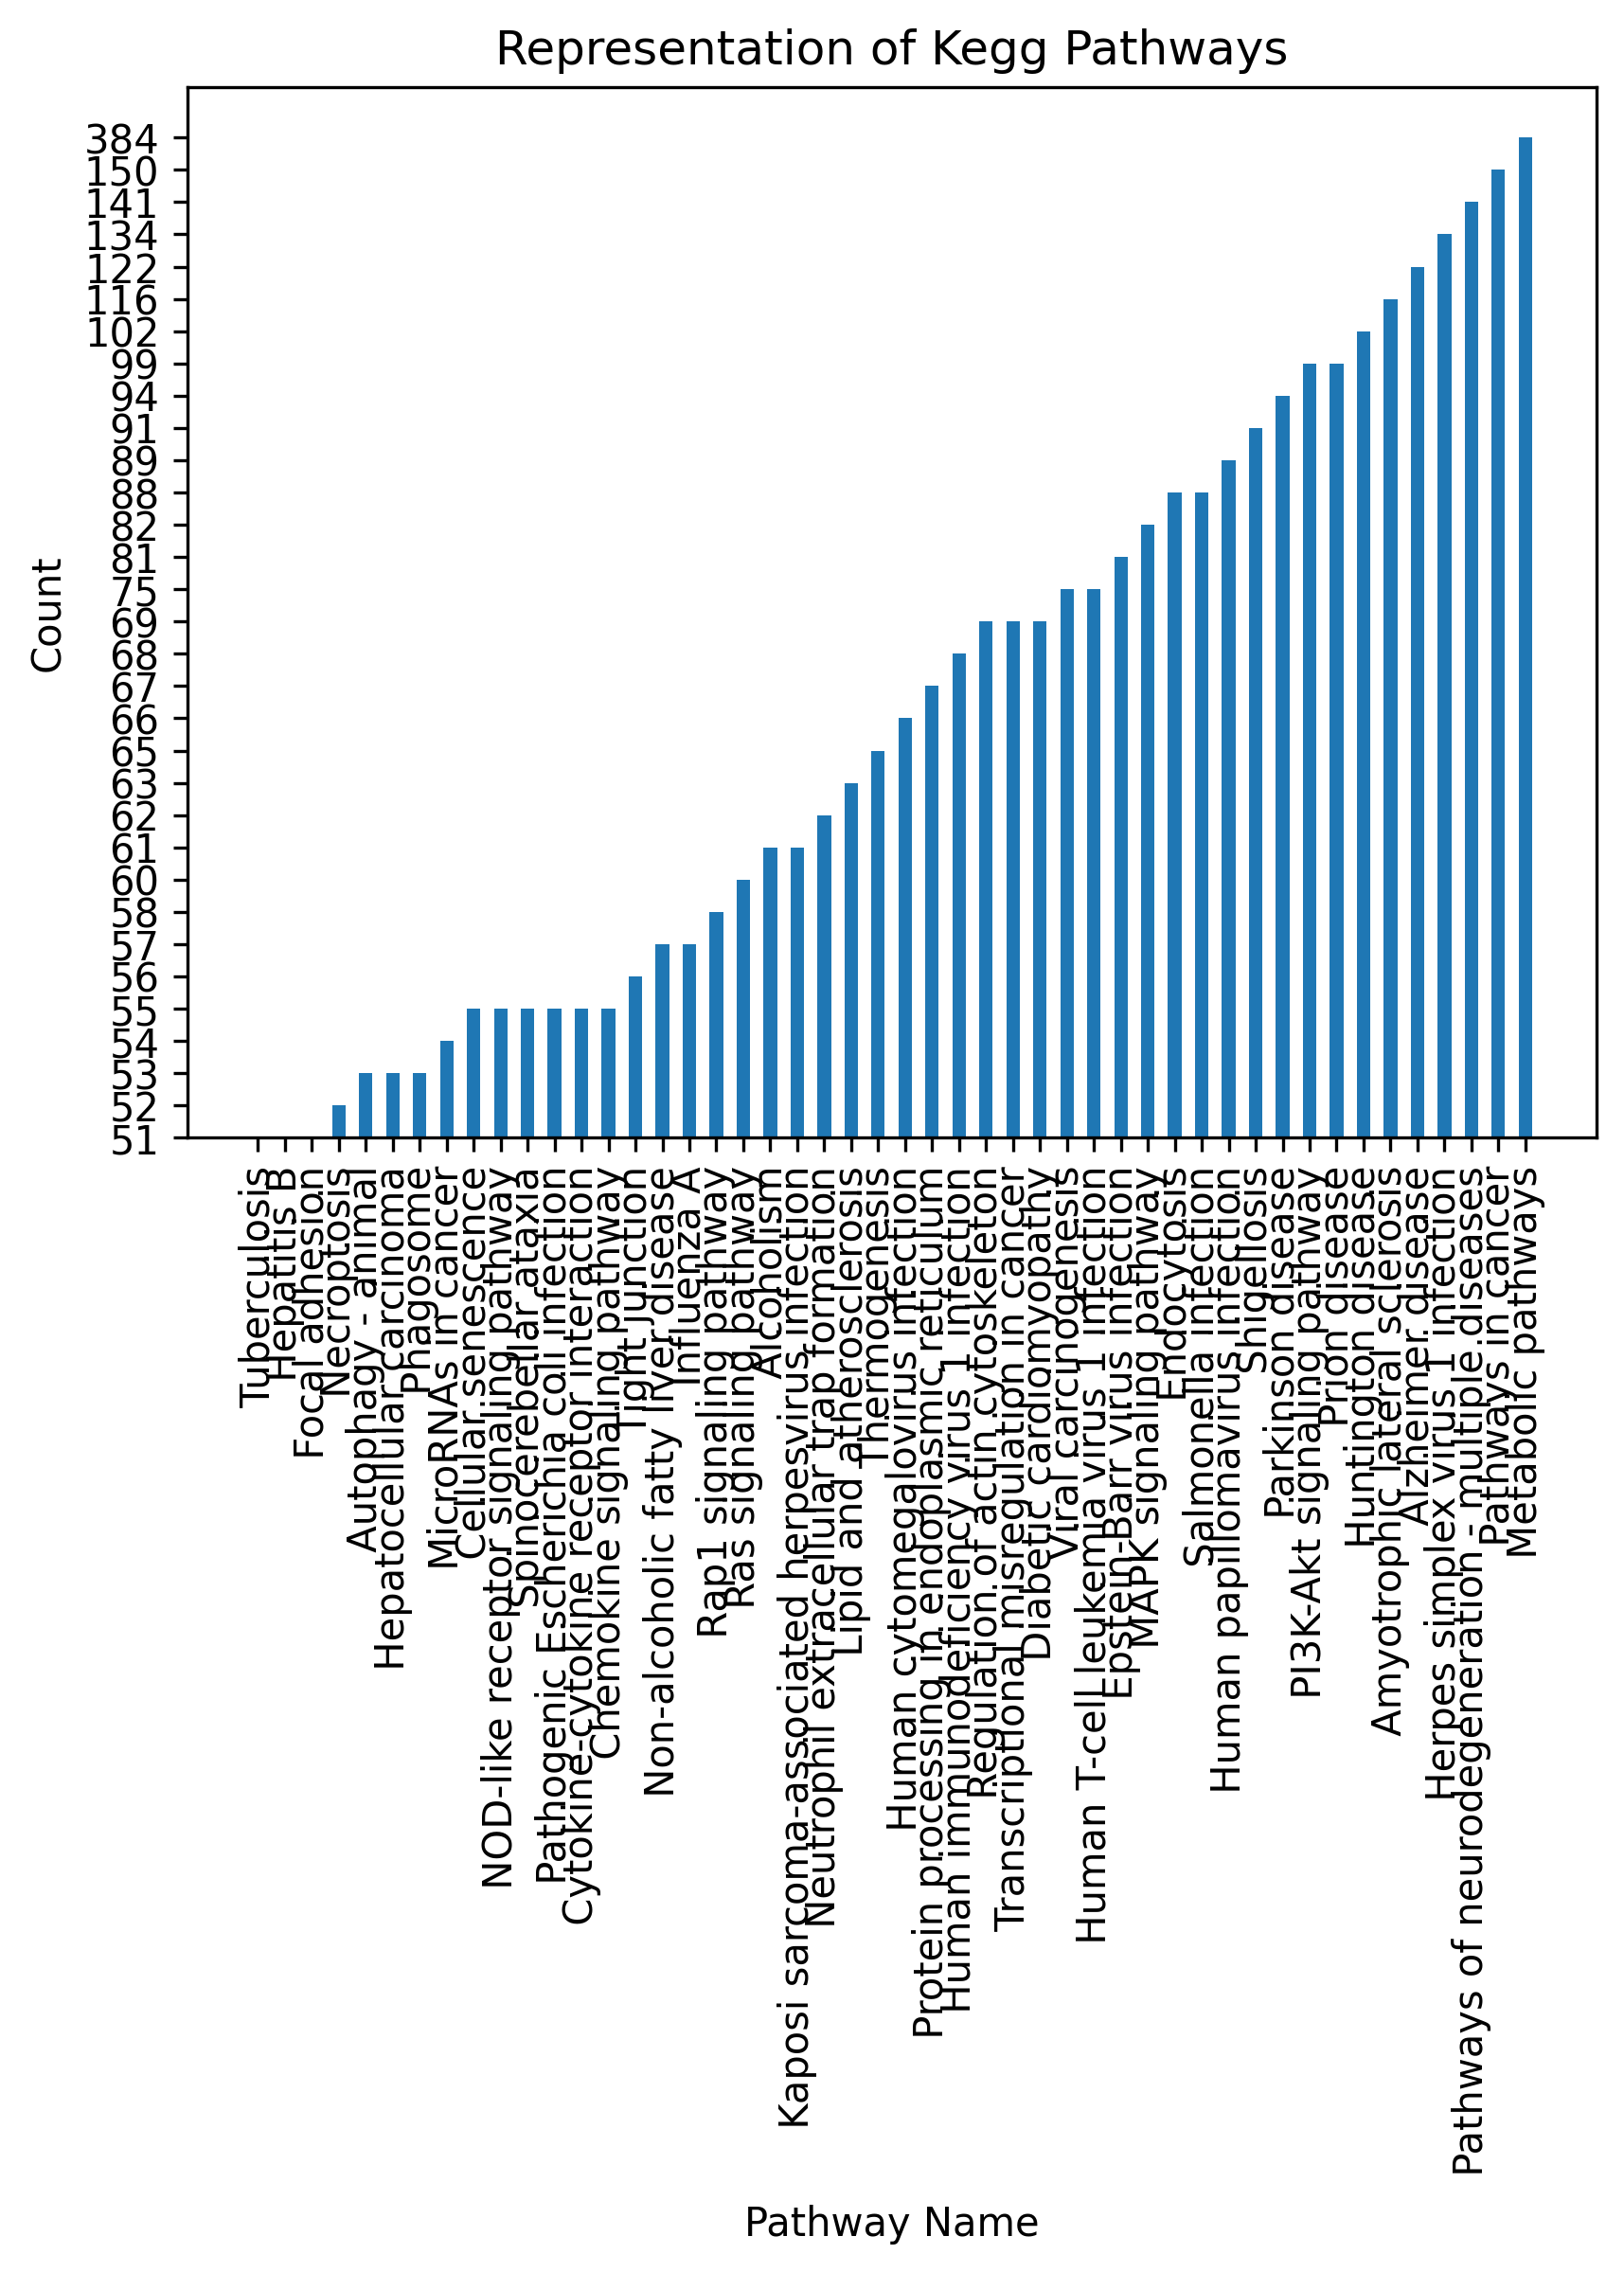 Representation of Kegg Pathways
Count
384
150
141
134
122
116
102
99
94
91
89
88
82
81
75
69
68
67
66
65
63
62
61
60
58
57
56
55
54
53
52
51
Tuberculosis
Hepatitis B
Focal adhesion
Necroptosis
Autophagy - animal
Hepatocellular carcinoma
Phagosome
MicroRNAs in cancer
Cellular senescence
NOD-like receptor signaling pathway
Spinocerebellar ataxia
Pathogenic Escherichia coli infection
Cytokine-cytokine receptor interaction
Chemokine signaling pathway
Tight junction
Non-alcoholic fatty liver disease
Influenza A
Rap1 signaling pathway
Ras signaling pathway
Alcoholism
Kaposi sarcoma-associated herpesvirus infection
Neutrophil extracellular trap formation
Lipid and atherosclerosis
Thermogenesis
Human cytomegalovirus infection
Protein processing in endoplasmic reticulum
Human immunodeficiency virus 1 infection
Regulation of actin cytoskeleton
Transcriptional misregulation in cancer
Diabetic cardiomyopathy
Viral carcinogenesis
Human T-cell leukemia virus 1 infection
Epstein-Barr virus infection
MAPK signaling pathway
Endocytosis
Salmonella infection
Human papillomavirus infection
Shigellosis
Parkinson disease
PI3K-Akt signaling pathway
Prion disease
Huntington disease
Amyotrophic lateral sclerosis
Alzheimer disease
Herpes simplex virus 1 infection
Pathways of neurodegeneration - multiple diseases
Pathways in cancer
Metabolic pathways
Pathway Name